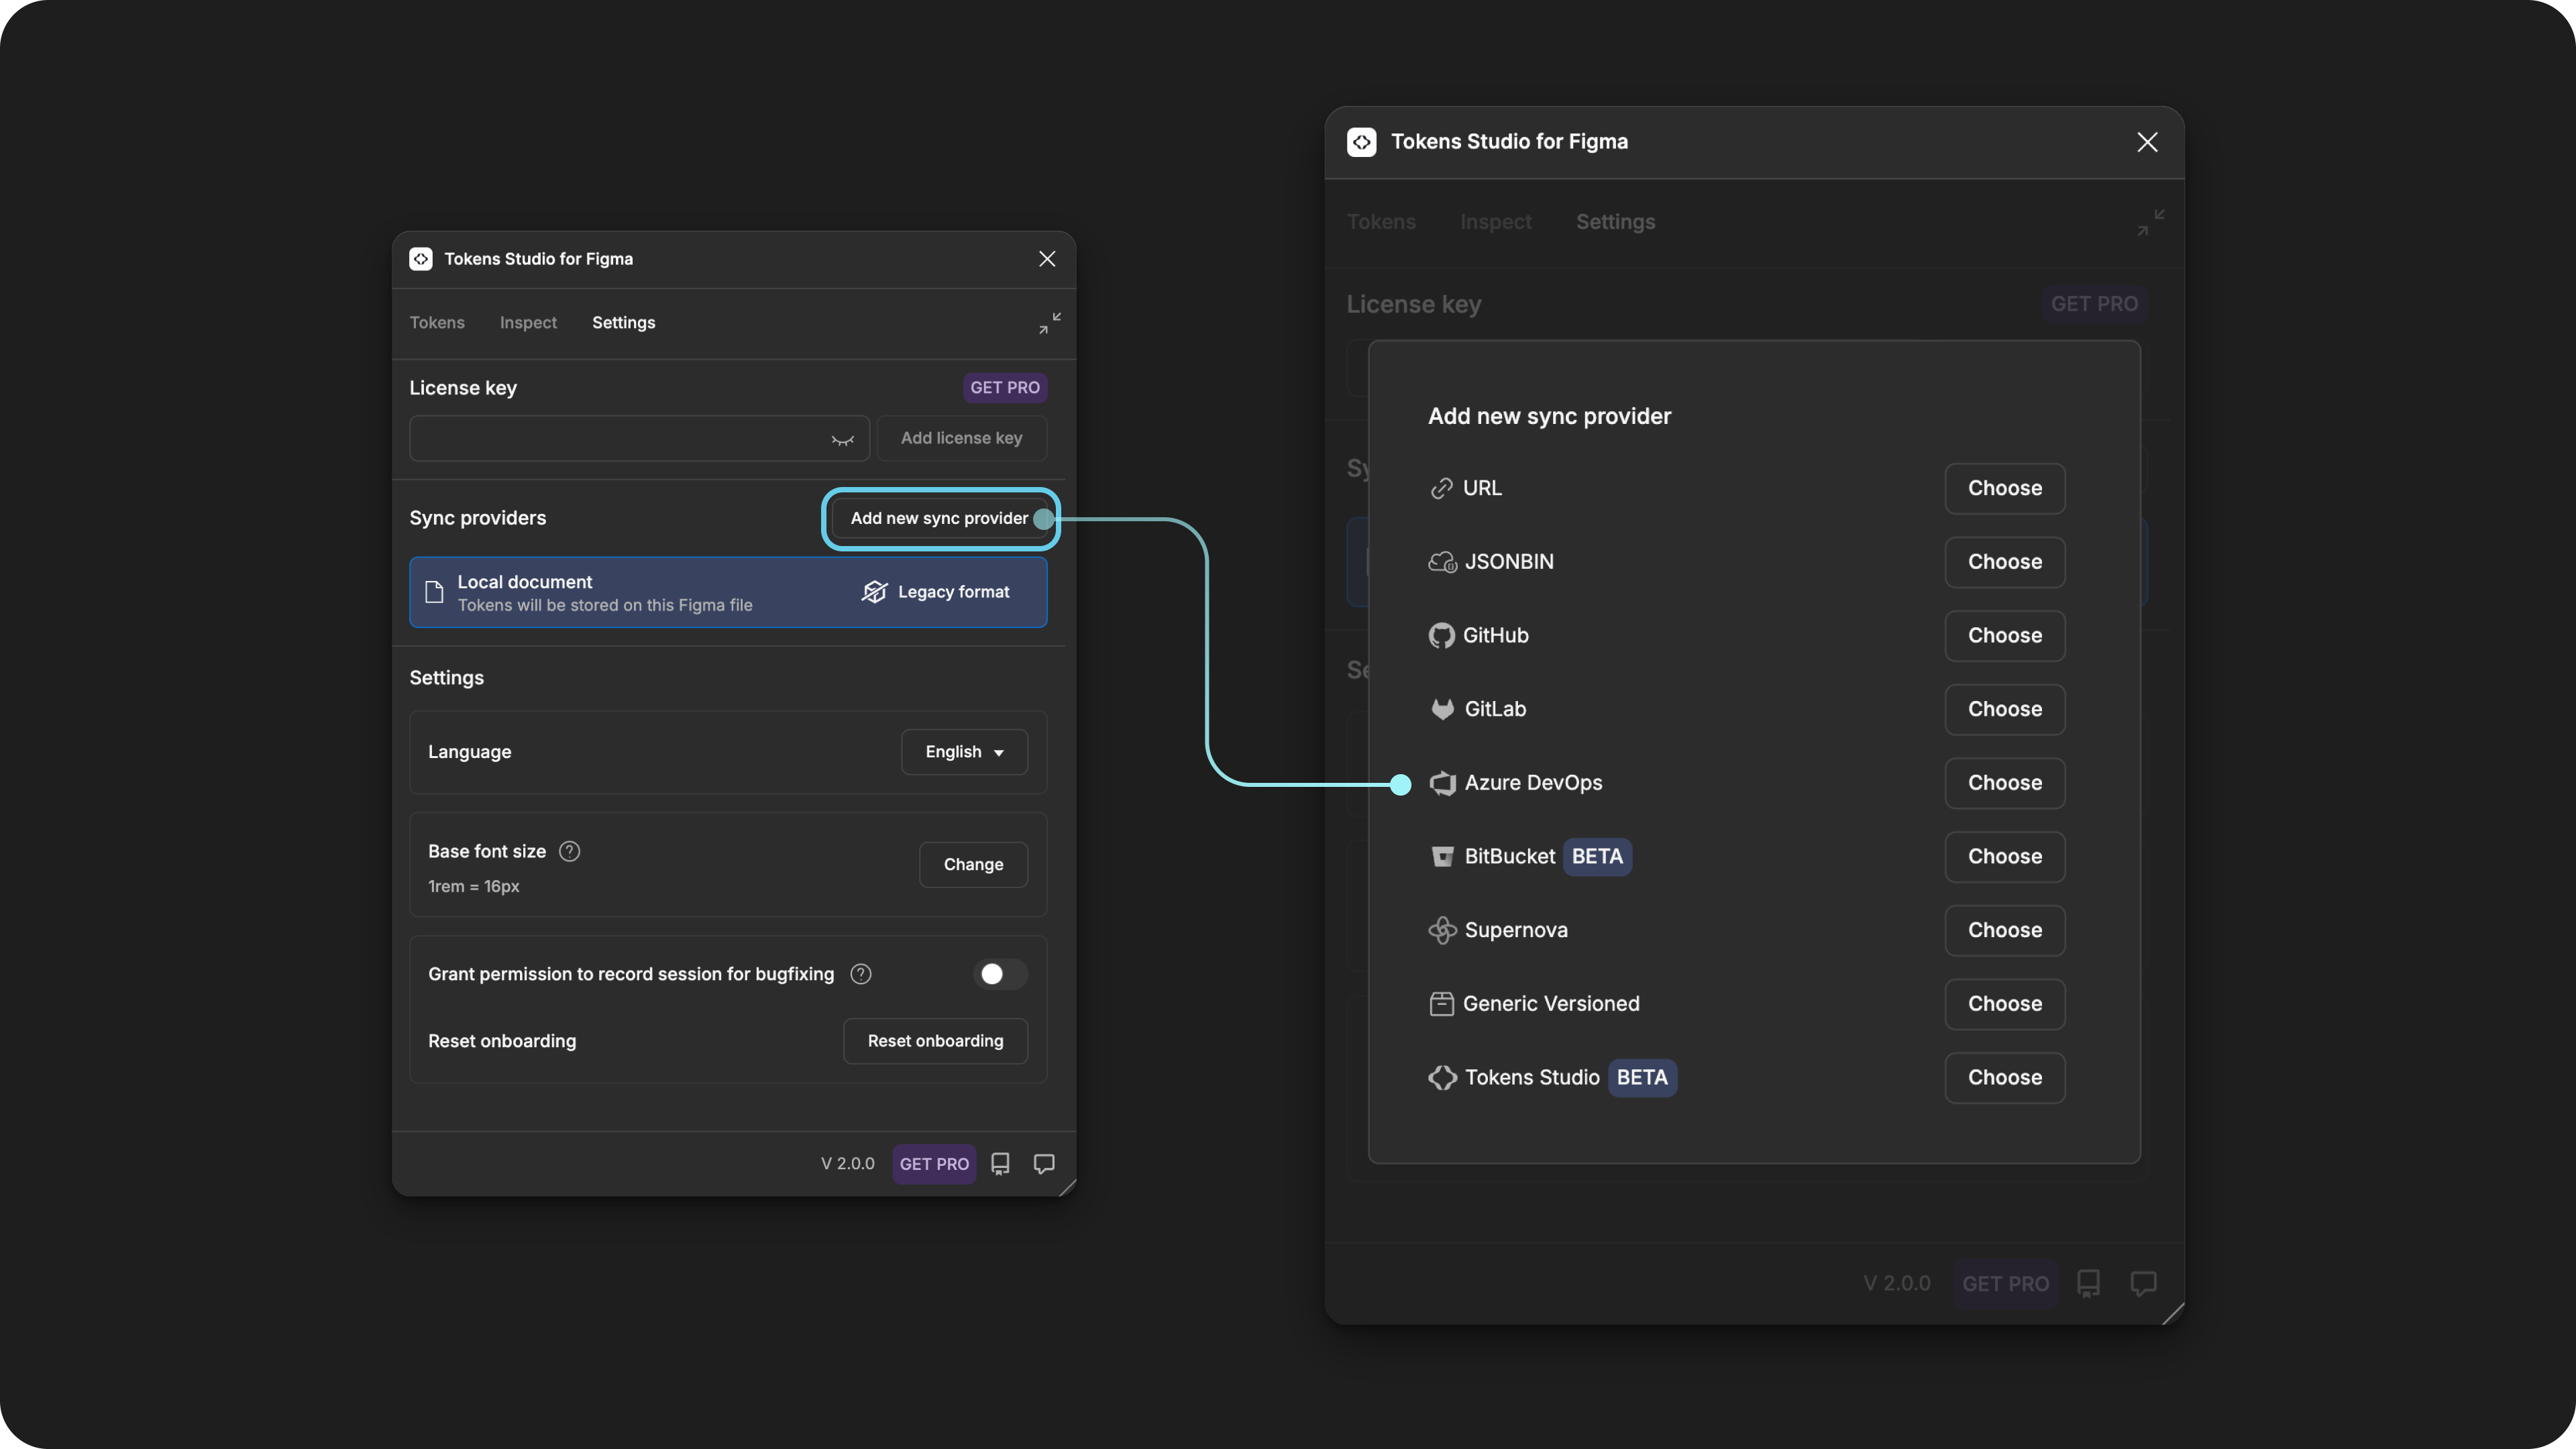 Tokens Studio for Figma
Tokens Inspect Settings
License key GET PRO
Add license key
Sync providers Add new sync provider
Local document
Tokens will be stored on this Figma file
Legacy format
Settings
Language English
Base font size
1rem = 16px
Change
Grant permission to record session for bugfixing
Reset onboarding Reset onboarding
V 2.0.0 GET PRO
Tokens Studio for Figma
Tokens Inspect Settings
License key GET PRO
Sy
Se
Add new sync provider
URL Choose
JSONBIN Choose
GitHub Choose
GitLab Choose
Azure DevOps Choose
BitBucket BETA Choose
Supernova Choose
Generic Versioned Choose
Tokens Studio BETA Choose
V 2.0.0 GET PRO